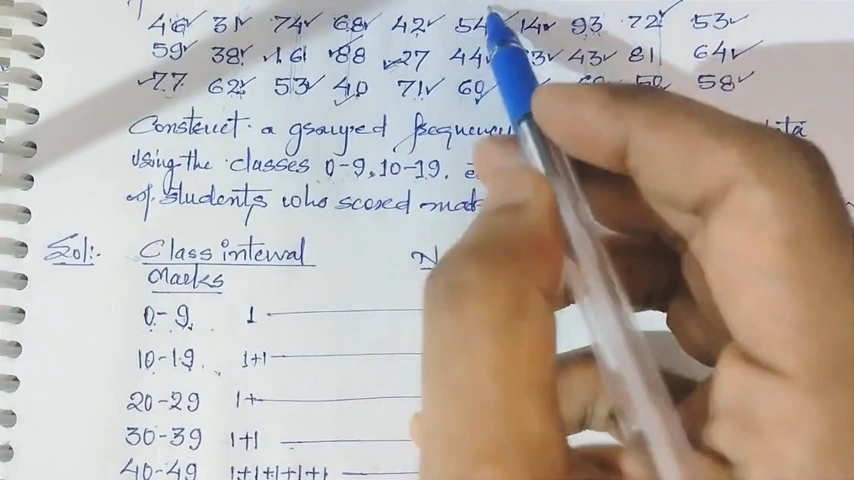 46✓ 31✓ 74✓ 68✓ 42✓ 54✓ 14✓ 93 72✓ 53✓
59✓ 38✓ 16 88 27 44✓ 43✓ 81 64✓
77 62✓ 53✓ 40 71✓ 60 50 58✓
Construct a grouped frequency
using the classes 0-9, 10-19.
of students who scored
Sol:- Class interval
Marks
0-9 1
10-19 1+1
20-29 1+
30-39 1+1
40-49 1+1+1+1+1